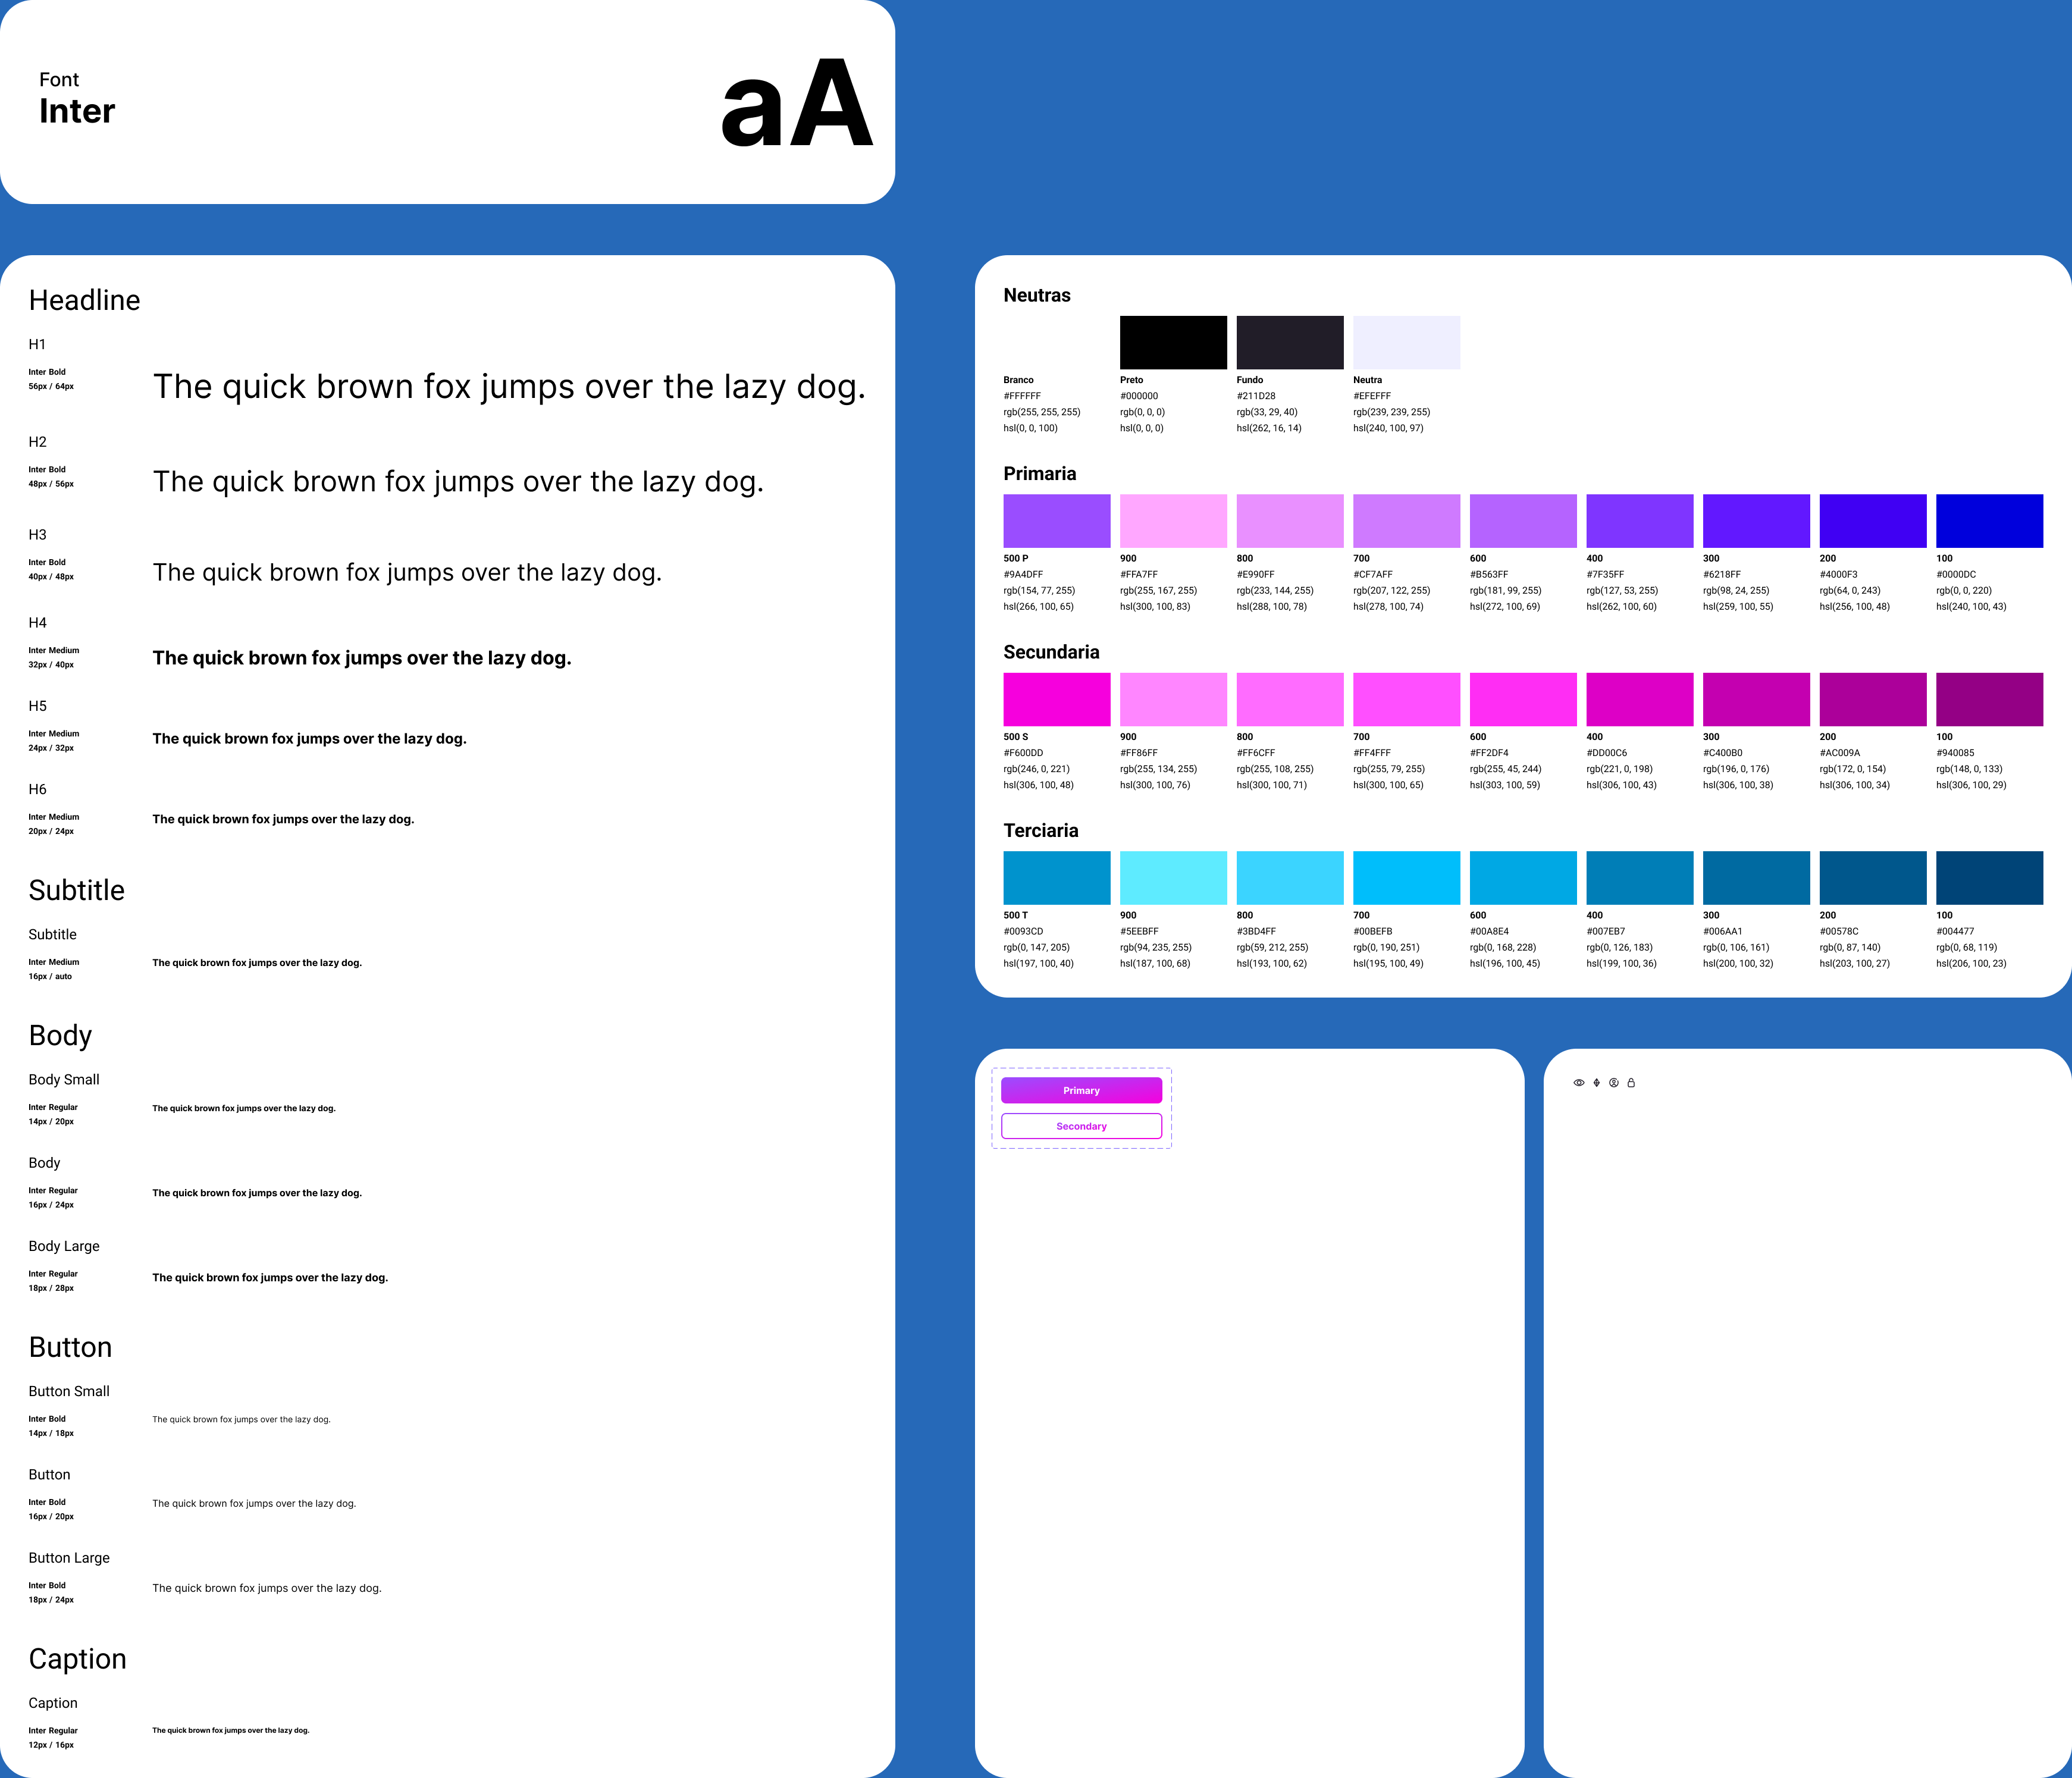 Font
Inter
aA
Headline
H1
Inter Bold
56px / 64px
The quick brown fox jumps over the lazy dog.
H2
Inter Bold
48px / 56px
The quick brown fox jumps over the lazy dog.
H3
Inter Bold
40px / 48px
The quick brown fox jumps over the lazy dog.
H4
Inter Medium
32px / 40px
The quick brown fox jumps over the lazy dog.
H5
Inter Medium
24px / 32px
The quick brown fox jumps over the lazy dog.
H6
Inter Medium
20px / 24px
The quick brown fox jumps over the lazy dog.
Subtitle
Subtitle
Inter Medium
16px / auto
The quick brown fox jumps over the lazy dog.
Body
Body Small
Inter Regular
14px / 20px
The quick brown fox jumps over the lazy dog.
Body
Inter Regular
16px / 24px
The quick brown fox jumps over the lazy dog.
Body Large
Inter Regular
18px / 28px
The quick brown fox jumps over the lazy dog.
Button
Button Small
Inter Bold
14px / 18px
The quick brown fox jumps over the lazy dog.
Button
Inter Bold
16px / 20px
The quick brown fox jumps over the lazy dog.
Button Large
Inter Bold
18px / 24px
The quick brown fox jumps over the lazy dog.
Caption
Caption
Inter Regular
12px / 16px
The quick brown fox jumps over the lazy dog.
Neutras
Branco Preto Fundo Neutra
#FFFFFF #000000 #211D28 #EFEFFF
rgb(255, 255, 255) rgb(0, 0, 0) rgb(33, 29, 40) rgb(239, 239, 255)
hsl(0, 0, 100) hsl(0, 0, 0) hsl(262, 16, 14) hsl(240, 100, 97)
Primaria
500 P 900 800 700 600 400 300 200 100
#9A4DFF #FFA7FF #E990FF #CF7AFF #B563FF #7F35FF #6218FF #4000F3 #0000DC
rgb(154, 77, 255) rgb(255, 167, 255) rgb(233, 144, 255) rgb(207, 122, 255) rgb(181, 99, 255) rgb(127, 53, 255) rgb(98, 24, 255) rgb(64, 0, 243) rgb(0, 0, 220)
hsl(266, 100, 65) hsl(300, 100, 83) hsl(288, 100, 78) hsl(278, 100, 74) hsl(272, 100, 69) hsl(262, 100, 60) hsl(259, 100, 55) hsl(256, 100, 48) hsl(240, 100, 43)
Secundaria
500 S 900 800 700 600 400 300 200 100
#F600DD #FF86FF #FF6CFF #FF4FFF #FF2DF4 #DD00C6 #C400B0 #AC009A #940085
rgb(246, 0, 221) rgb(255, 134, 255) rgb(255, 108, 255) rgb(255, 79, 255) rgb(255, 45, 244) rgb(221, 0, 198) rgb(196, 0, 176) rgb(172, 0, 154) rgb(148, 0, 133)
hsl(306, 100, 48) hsl(300, 100, 76) hsl(300, 100, 71) hsl(300, 100, 65) hsl(303, 100, 59) hsl(306, 100, 43) hsl(306, 100, 38) hsl(306, 100, 34) hsl(306, 100, 29)
Terciaria
500 T 900 800 700 600 400 300 200 100
#0093CD #5EEBFF #3BD4FF #00BEFB #00A8E4 #007EB7 #006AA1 #00578C #004477
rgb(0, 147, 205) rgb(94, 235, 255) rgb(59, 212, 255) rgb(0, 190, 251) rgb(0, 168, 228) rgb(0, 126, 183) rgb(0, 106, 161) rgb(0, 87, 140) rgb(0, 68, 119)
hsl(197, 100, 40) hsl(187, 100, 68) hsl(193, 100, 62) hsl(195, 100, 49) hsl(196, 100, 45) hsl(199, 100, 36) hsl(200, 100, 32) hsl(203, 100, 27) hsl(206, 100, 23)
Primary
Secondary